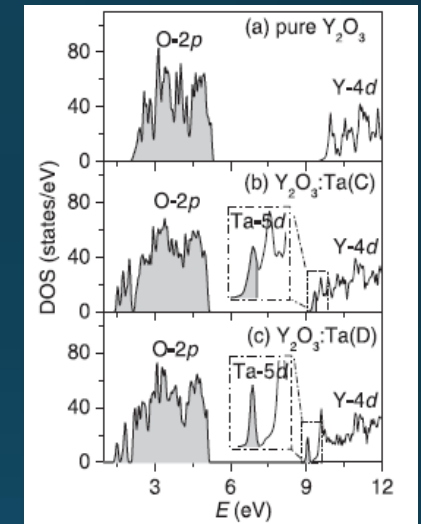 (a) pure Y₂O₃
O-2p
Y-4d
80
40
0
(b) Y₂O₃:Ta(C)
O-2p
Ta-5d
Y-4d
80
40
0
(c) Y₂O₃:Ta(D)
O-2p
Ta-5d
Y-4d
80
40
0
DOS (states/eV)
3 6 9 12
E (eV)